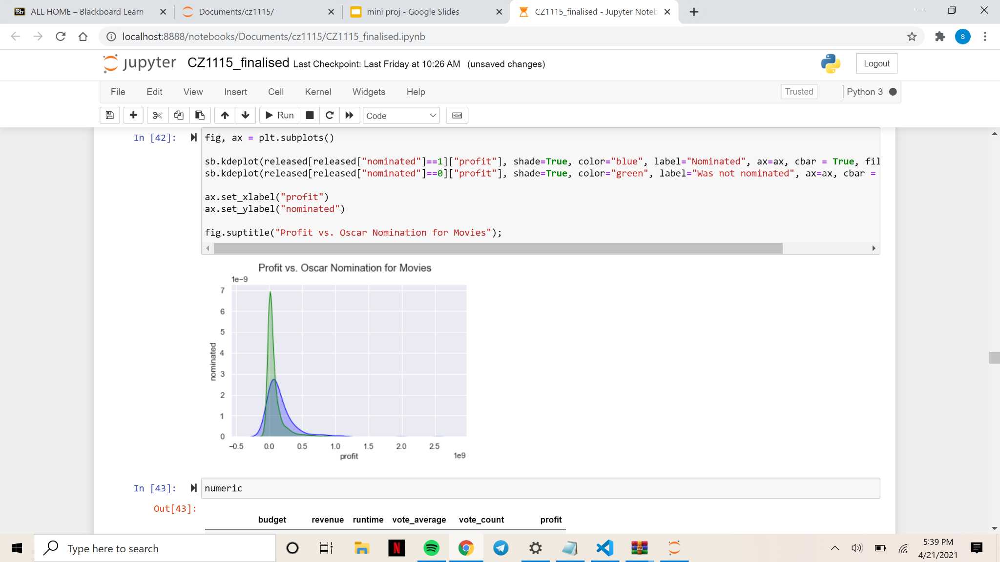 Bb ALL HOME – Blackboard Learn
Documents/cz1115/
mini proj - Google Slides
CZ1115_finalised - Jupyter Noteb
localhost:8888/notebooks/Documents/cz1115/CZ1115_finalised.ipynb
s
jupyter CZ1115_finalised Last Checkpoint: Last Friday at 10:26 AM (unsaved changes)
Logout
File Edit View Insert Cell Kernel Widgets Help
Trusted
Python 3
Run
Code
In [42]:
fig, ax = plt.subplots()
sb.kdeplot(released[released["nominated"]==1]["profit"], shade=True, color="blue", label="Nominated", ax=ax, cbar = True, fil
sb.kdeplot(released[released["nominated"]==0]["profit"], shade=True, color="green", label="Was not nominated", ax=ax, cbar =
ax.set_xlabel("profit")
ax.set_ylabel("nominated")
fig.suptitle("Profit vs. Oscar Nomination for Movies");
Profit vs. Oscar Nomination for Movies
1e−9
7
6
5
4
3
2
1
0
nominated
−0.5 0.0 0.5 1.0 1.5 2.0 2.5
profit
1e9
In [43]:
numeric
Out[43]:
budget revenue runtime vote_average vote_count profit
Type here to search
N
5:39 PM
4/21/2021